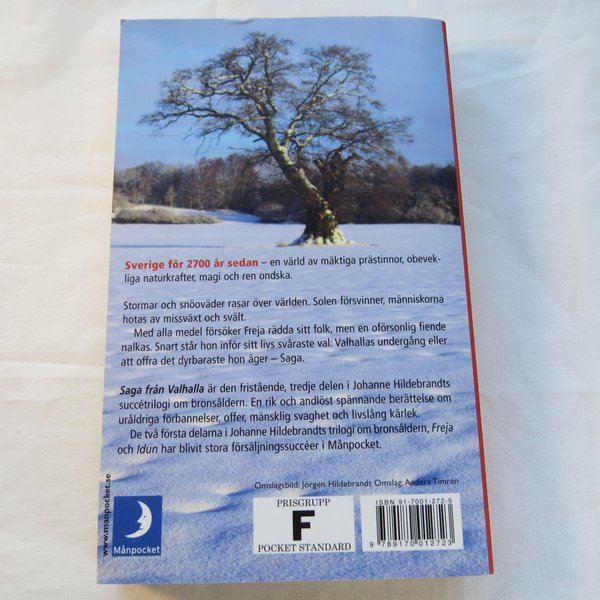 Sverige för 2700 år sedan – en värld av mäktiga prästinnor, obevek-
liga naturkrafter, magi och ren ondska.
Stormar och snöoväder rasar över världen. Solen försvinner, människorna
hotas av missväxt och svält.
Med alla medel försöker Freja rädda sitt folk, men en oförsonlig fiende
nalkas. Snart står hon inför sitt livs svåraste val: Valhallas undergång eller
att offra det dyrbaraste hon äger – Saga.
Saga från Valhalla är den fristående, tredje delen i Johanne Hildebrandts
succétrilogi om bronsåldern. En rik och andlöst spännande berättelse om
uråldriga förbannelser, offer, mänsklig svaghet och livslång kärlek.
De två första delarna i Johanne Hildebrandts trilogi om bronsåldern, Freja
och Idun har blivit stora försäljningssuccéer i Månpocket.
Omslagsbild: Jörgen Hildebrandt Omslag: Anders Timrén
www.manpocket.se
Månpocket
PRISGRUPP
F
POCKET STANDARD
ISBN 91-7001-272-5
9 789170 012723